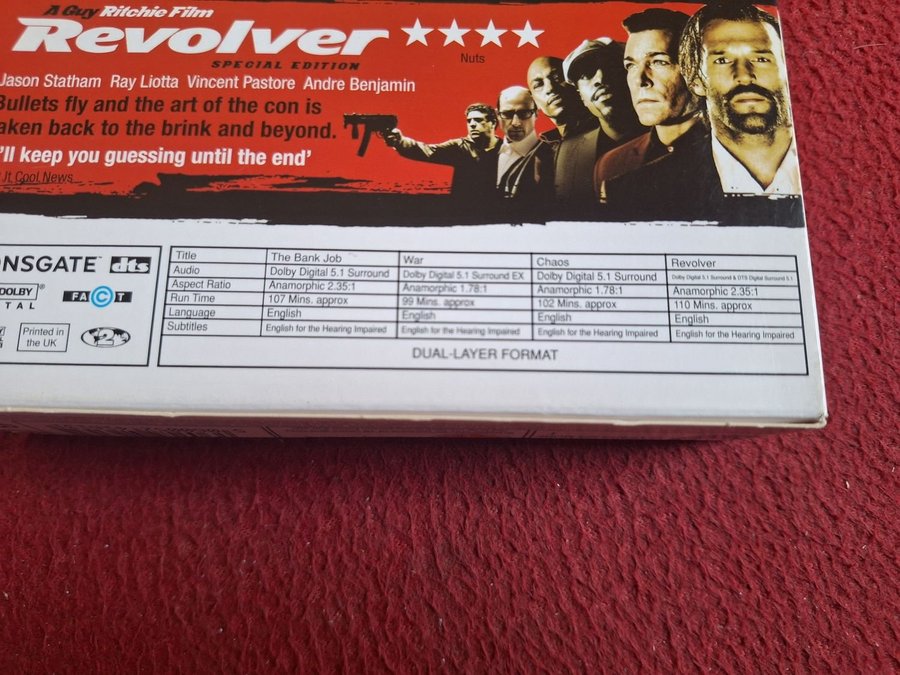 A Guy Ritchie Film
Revolver
SPECIAL EDITION
Nuts
Jason Statham Ray Liotta Vincent Pastore Andre Benjamin
Bullets fly and the art of the con is
aken back to the brink and beyond.
'll keep you guessing until the end'
Ut Cool News
ONSGATE dts
DOLBY
TAL
FACT
Printed in
the UK
2
Title The Bank Job War Chaos Revolver
Audio Dolby Digital 5.1 Surround Dolby Digital 5.1 Surround EX Dolby Digital 5.1 Surround Dolby Digital 5.1 Surround & DTS Digital Surround 5.1
Aspect Ratio Anamorphic 2.35:1 Anamorphic 1.78:1 Anamorphic 1.78:1 Anamorphic 2.35:1
Run Time 107 Mins. approx 99 Mins. approx 102 Mins. approx 110 Mins. approx
Language English English English English
Subtitles English for the Hearing Impaired English for the Hearing Impaired English for the Hearing Impaired English for the Hearing Impaired
DUAL-LAYER FORMAT